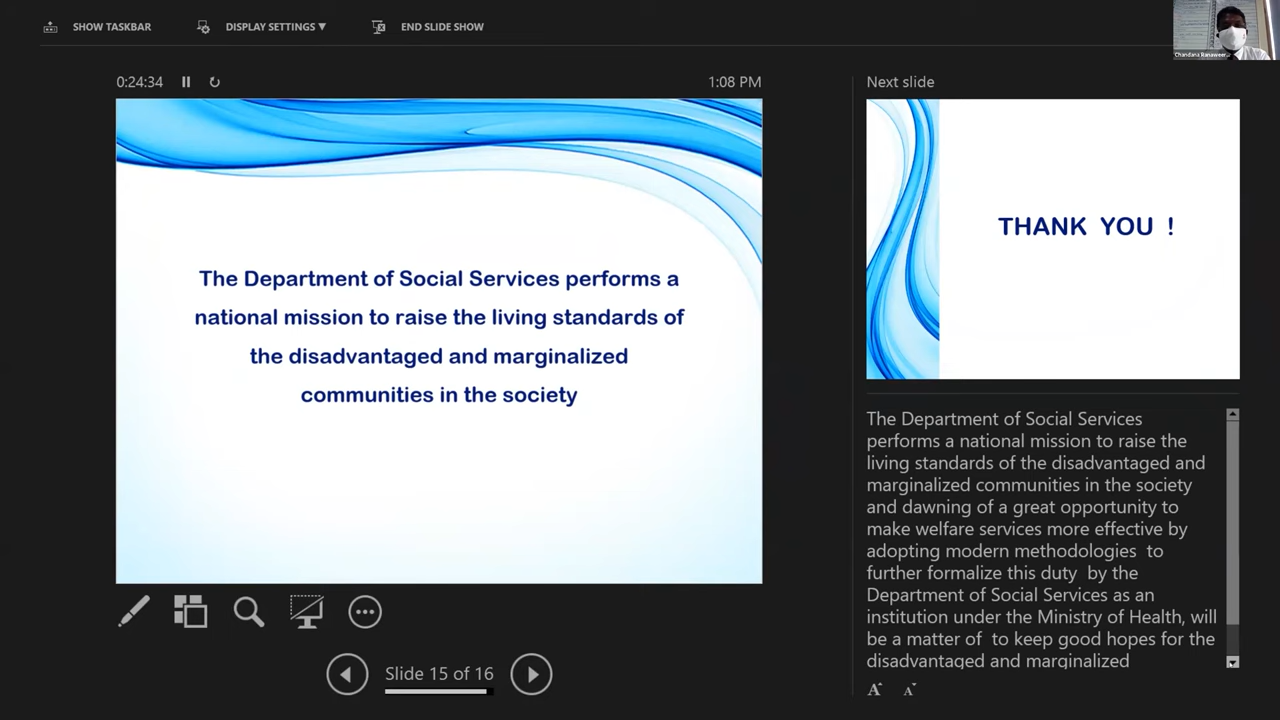 SHOW TASKBAR
DISPLAY SETTINGS ▼
END SLIDE SHOW
0:24:34
1:08 PM
The Department of Social Services performs a
national mission to raise the living standards of
the disadvantaged and marginalized
communities in the society
Slide 15 of 16
Next slide
THANK YOU !
The Department of Social Services
performs a national mission to raise the
living standards of the disadvantaged and
marginalized communities in the society
and dawning of a great opportunity to
make welfare services more effective by
adopting modern methodologies to
further formalize this duty by the
Department of Social Services as an
institution under the Ministry of Health, will
be a matter of to keep good hopes for the
disadvantaged and marginalized
A A
Chandana Ranaweer...